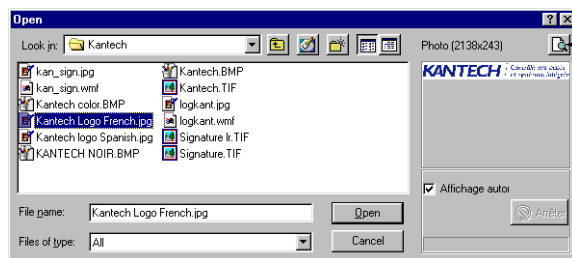 Open
Look in: Kantech
Photo (2138x243)
kan_sign.jpg
kan_sign.wmf
Kantech color.BMP
Kantech Logo French.jpg
Kantech logo Spanish.jpg
KANTECH NOIR.BMP
Kantech.BMP
Kantech.TIF
logkant.jpg
logkant.wmf
Signature lr.TIF
Signature.TIF
KANTECH
Affichage autor
Arrêter
File name: Kantech Logo French.jpg
Open
Files of type: All
Cancel